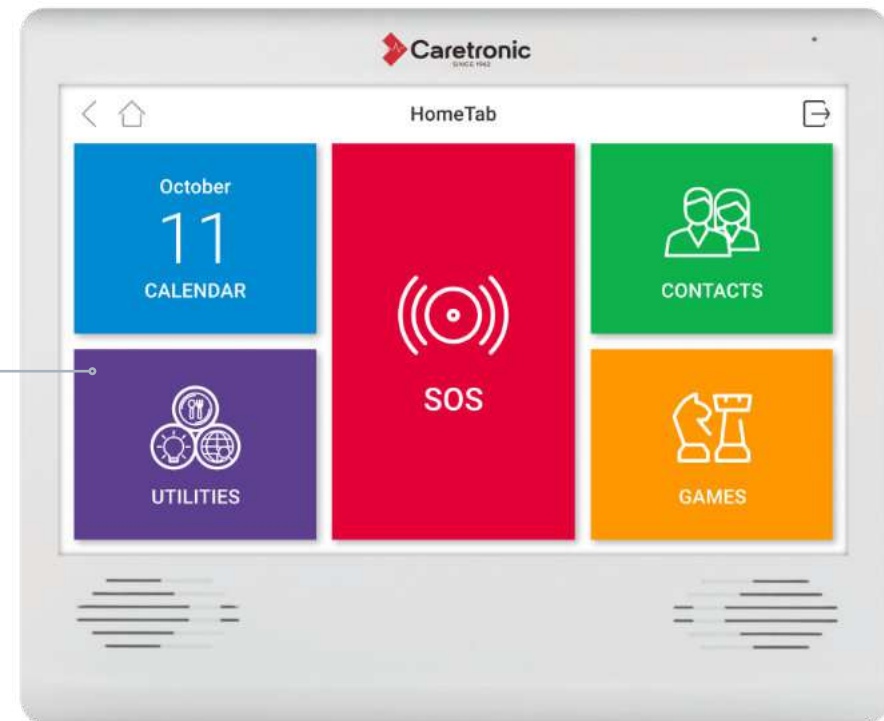 Caretronic
SINCE 1962
HomeTab
October
11
CALENDAR
SOS
CONTACTS
UTILITIES
GAMES